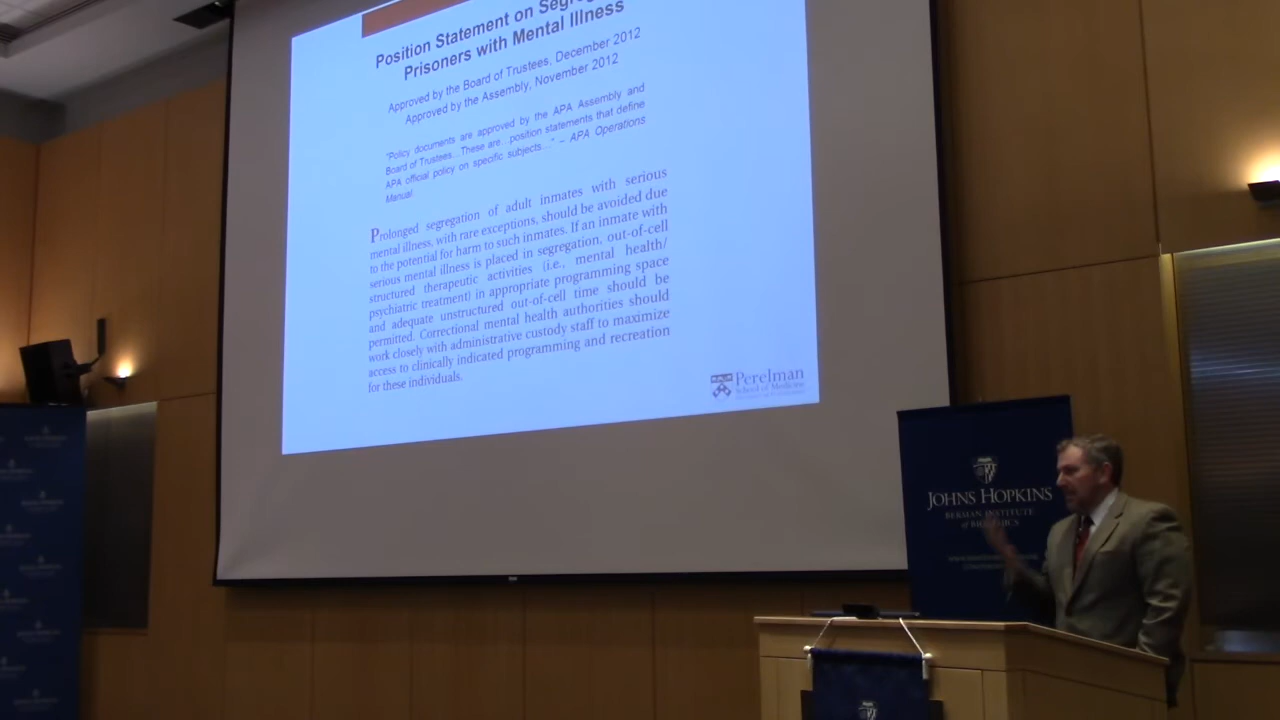 Position Statement on
Prisoners with Mental Illness
Approved by the Board of Trustees, December 2012
Approved by the Assembly, November 2012
"Policy documents are approved by the APA Assembly and
Board of Trustees...These are...position statements that define
APA official policy on specific subjects..." – APA Operations
Manual.
Prolonged segregation of adult inmates with serious
mental illness, with rare exceptions, should be avoided due
to the potential for harm to such inmates. If an inmate with
serious mental illness is placed in segregation, out-of-cell
structured therapeutic activities (i.e., mental health/
psychiatric treatment) in appropriate programming space
and adequate unstructured out-of-cell time should be
permitted. Correctional mental health authorities should
work closely with administrative custody staff to maximize
access to clinically indicated programming and recreation
for these individuals.
Perelman
School of Medicine
JOHNS HOPKINS
BERMAN INSTITUTE
of BIOETHICS